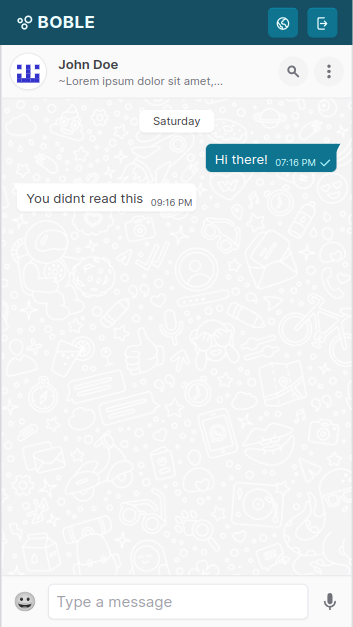 BOBLE
John Doe
~Lorem ipsum dolor sit amet,...
Saturday
Hi there! 07:16 PM
You didnt read this 09:16 PM
Type a message